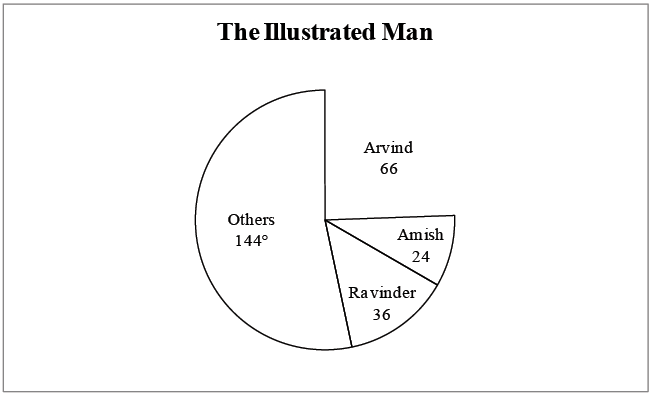 The Illustrated Man
Arvind
66
Amish
24
Ravinder
36
Others
144°